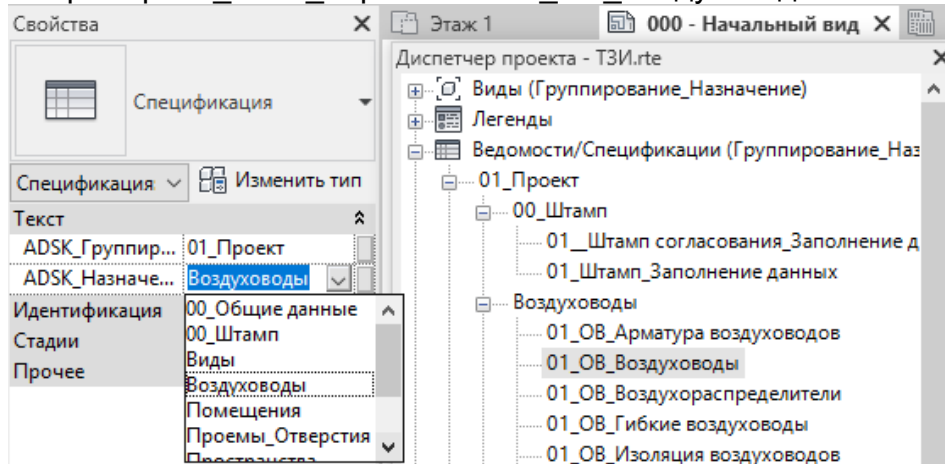 Свойства
Спецификация
Спецификация
Изменить тип
Текст
ADSK_Группир... 01_Проект
ADSK_Назначе... Воздуховоды
Идентификация
Стадии
Прочее
00_Общие данные
00_Штамп
Виды
Воздуховоды
Помещения
Проемы_Отверстия
Пространства
Этаж 1
000 - Начальный вид
Диспетчер проекта - ТЗИ.rte
Виды (Группирование_Назначение)
Легенды
Ведомости/Спецификации (Группирование_Наз
01_Проект
00_Штамп
01__Штамп согласования_Заполнение д
01_Штамп_Заполнение данных
Воздуховоды
01_ОВ_Арматура воздуховодов
01_ОВ_Воздуховоды
01_ОВ_Воздухораспределители
01_ОВ_Гибкие воздуховоды
01_ОВ_Изоляция воздуховодов